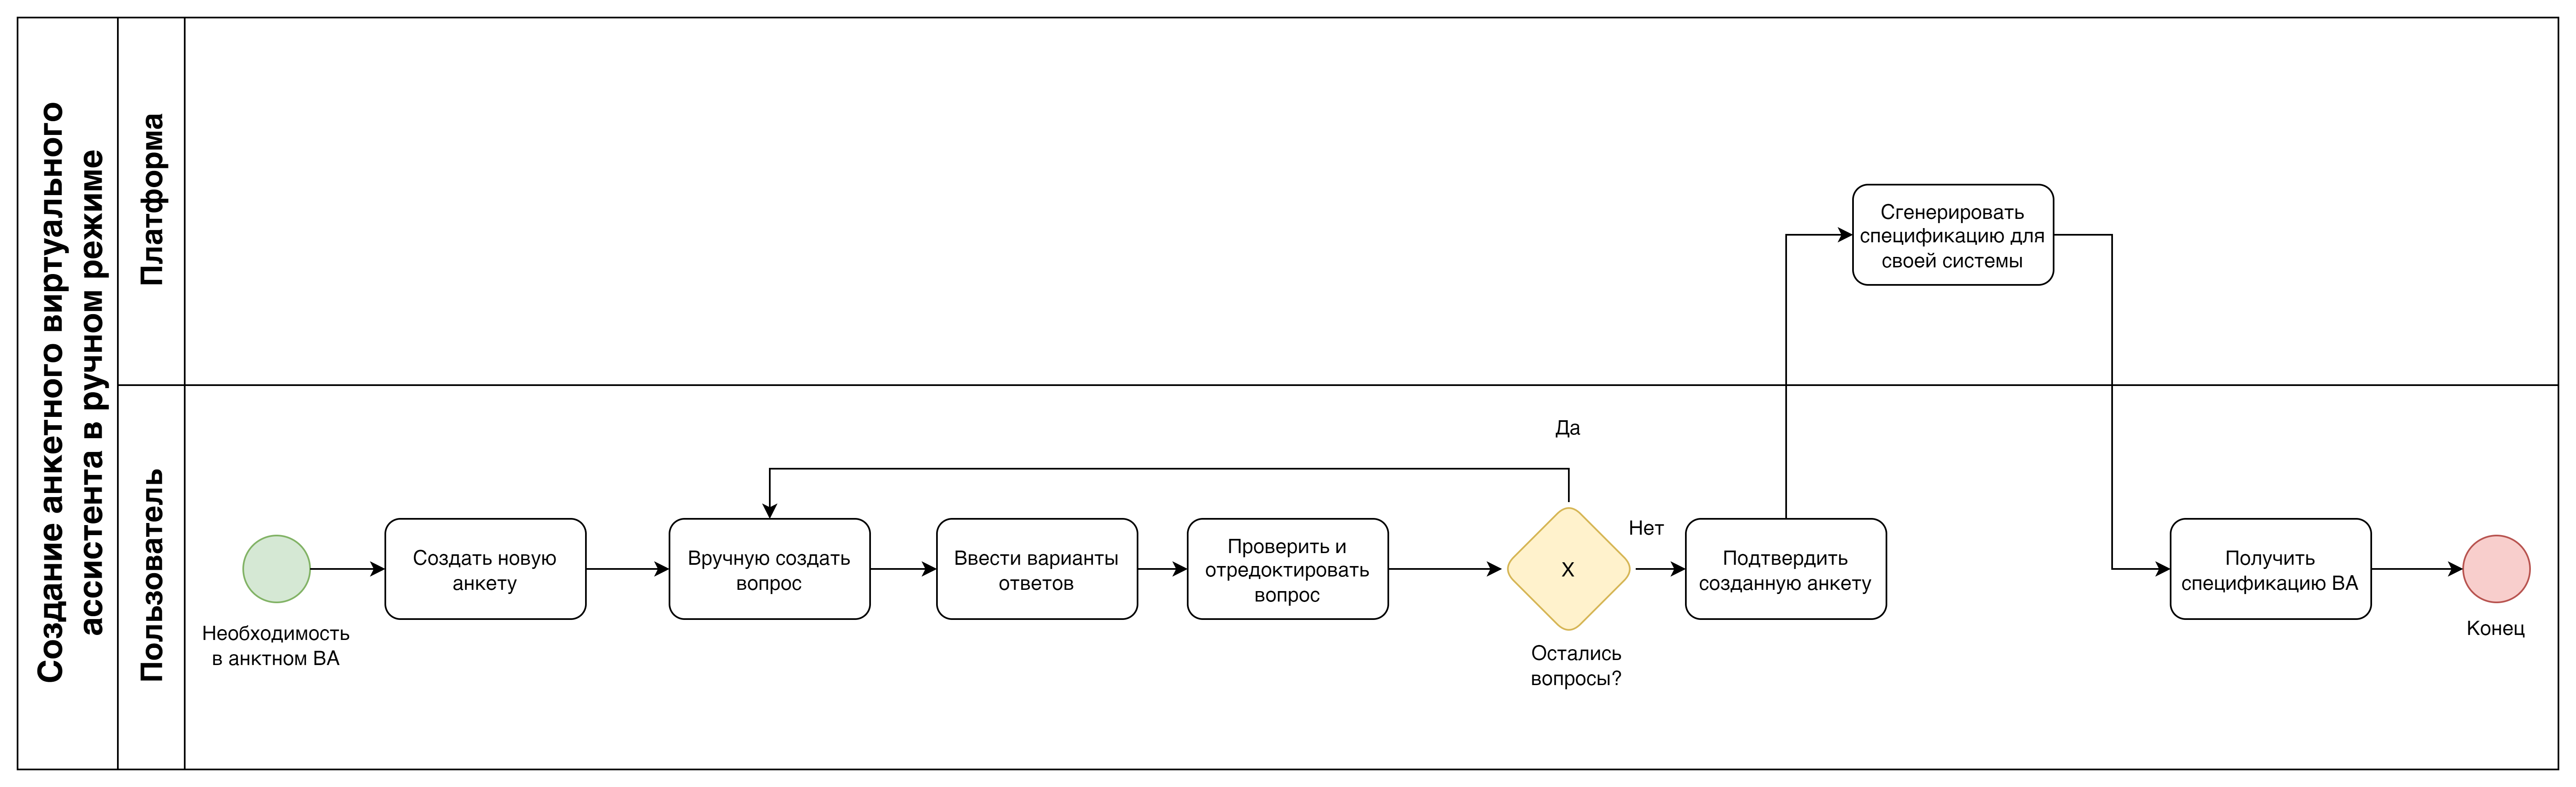 Создание анкетного виртуального
ассистента в ручном режиме
Платформа
Сгенерировать
спецификацию для
своей системы
Пользователь
Необходимость
в анктном ВА
Создать новую
анкету
Вручную создать
вопрос
Ввести варианты
ответов
Проверить и
отредоктировать
вопрос
Да
X
Остались
вопросы?
Нет
Подтвердить
созданную анкету
Получить
спецификацию ВА
Конец